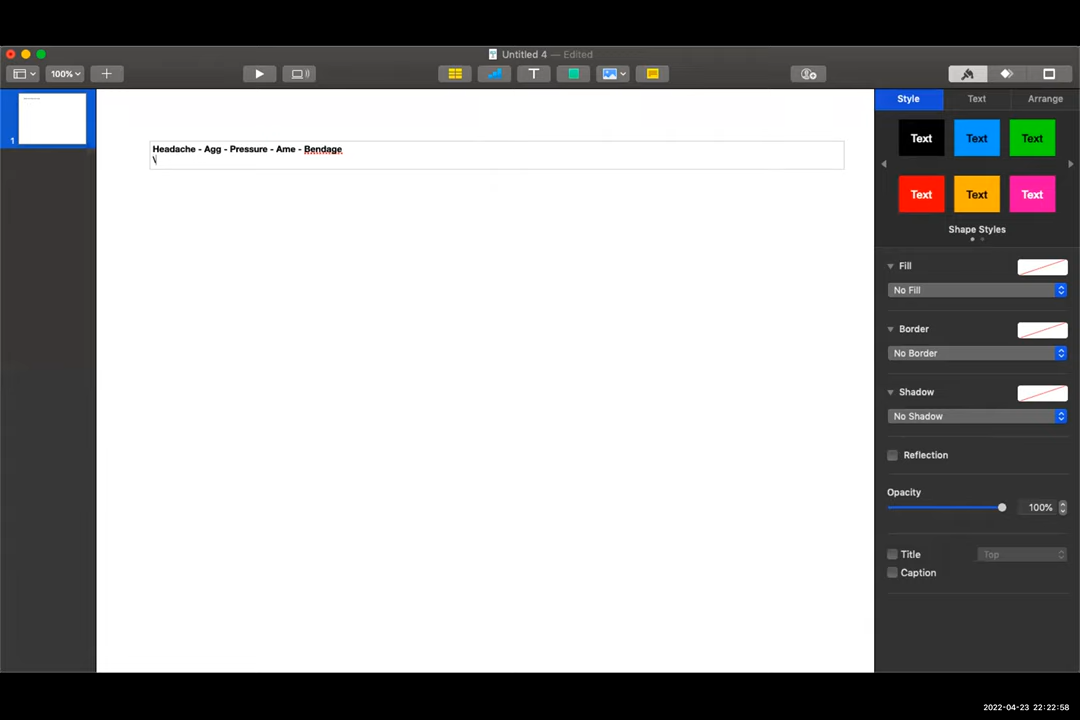 Untitled 4 — Edited
100%
Style
Text
Arrange
1
Headache - Agg - Pressure - Ame - Bendage
\
Text
Text
Text
Text
Text
Text
Shape Styles
Fill
No Fill
Border
No Border
Shadow
No Shadow
Reflection
Opacity
100%
Title
Top
Caption
2022-04-23 22:22:58